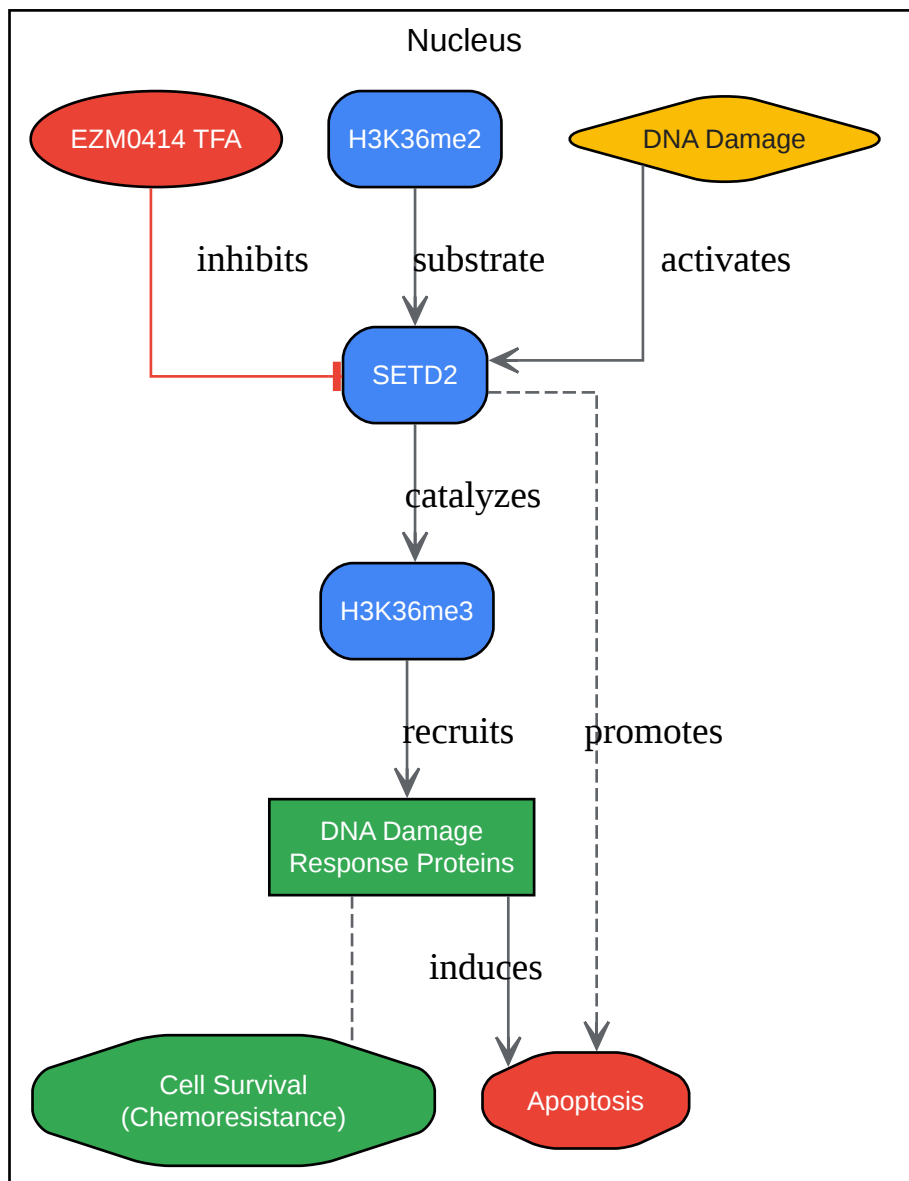 Nucleus
EZM0414 TFA
H3K36me2
DNA Damage
inhibits
substrate
activates
SETD2
catalyzes
H3K36me3
recruits
promotes
DNA Damage
Response Proteins
induces
Cell Survival
(Chemoresistance)
Apoptosis